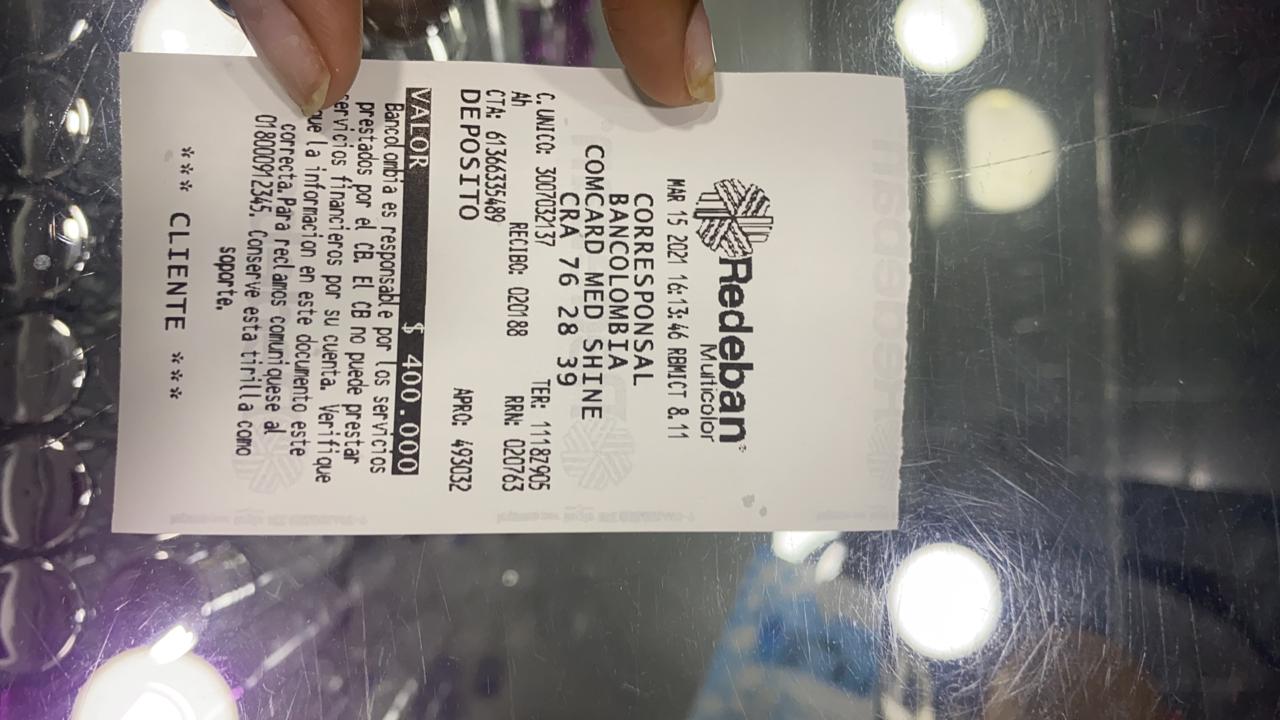 Redeban
Multicolor
MAR 15 2021 16:13:46 RBMICT 8.11
CORRESPONSAL
BANCOLOMBIA
COMCARD MED SHINE
CRA 76 28 39
C. UNICO: 3007032137 TER: 11182905
Ah RECIBO: 020188 RRN: 020763
CTA: 61366335489
DEPOSITO APRO: 493032
VALOR $ 400.000
Bancolombia es responsable por los servicios
prestados por el CB. El CB no puede prestar
servicios financieros por su cuenta. Verifique
que la informacion en este documento este
correcta. Para reclamos comuniquese al
018000912345. Conserve esta tirilla como
soporte.
*** CLIENTE ***